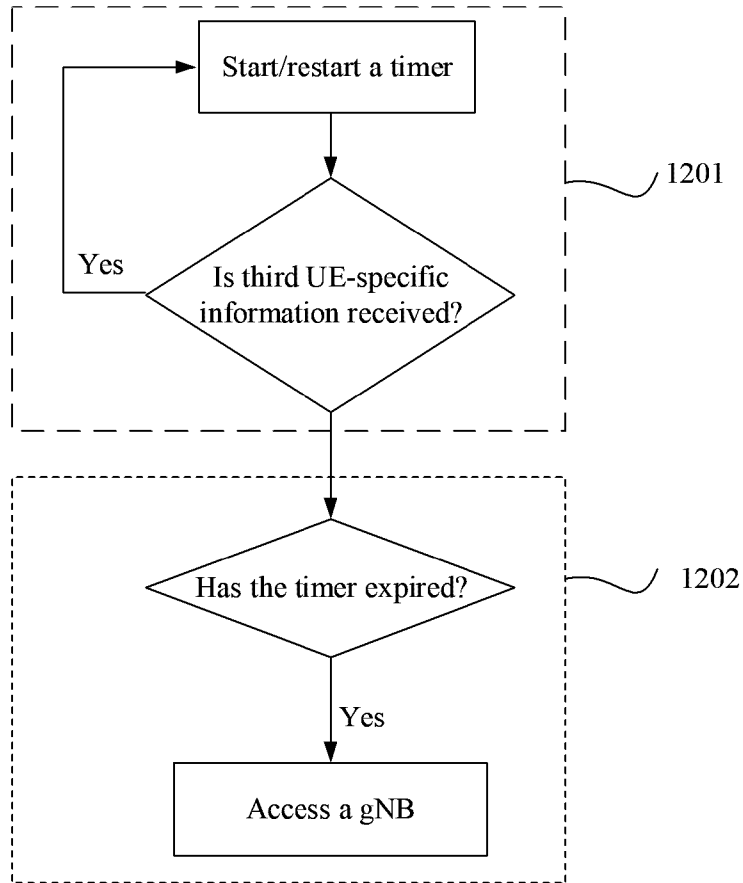 Start/restart a timer
1201
Yes
Is third UE-specific
information received?
Has the timer expired?
1202
Yes
Access a gNB